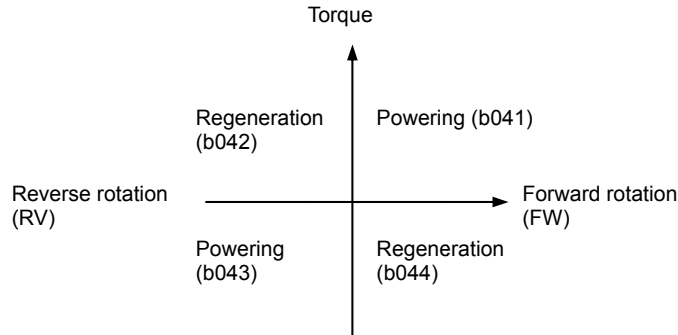 Torque
Regeneration
(b042)
Powering (b041)
Reverse rotation
(RV)
Forward rotation
(FW)
Powering
(b043)
Regeneration
(b044)